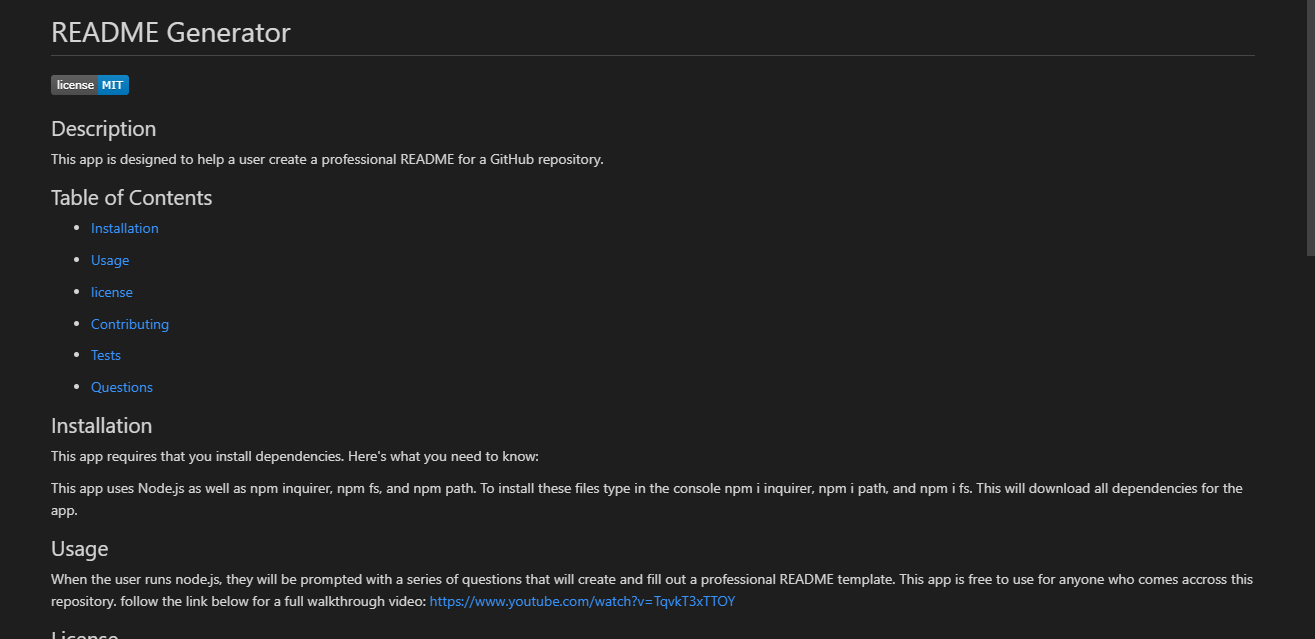 README Generator
license MIT
Description
This app is designed to help a user create a professional README for a GitHub repository.
Table of Contents
Installation
Usage
license
Contributing
Tests
Questions
Installation
This app requires that you install dependencies. Here's what you need to know:
This app uses Node.js as well as npm inquirer, npm fs, and npm path. To install these files type in the console npm i inquirer, npm i path, and npm i fs. This will download all dependencies for the
app.
Usage
When the user runs node.js, they will be prompted with a series of questions that will create and fill out a professional README template. This app is free to use for anyone who comes accross this
repository. follow the link below for a full walkthrough video: https://www.youtube.com/watch?v=TqvkT3xTTOY
License